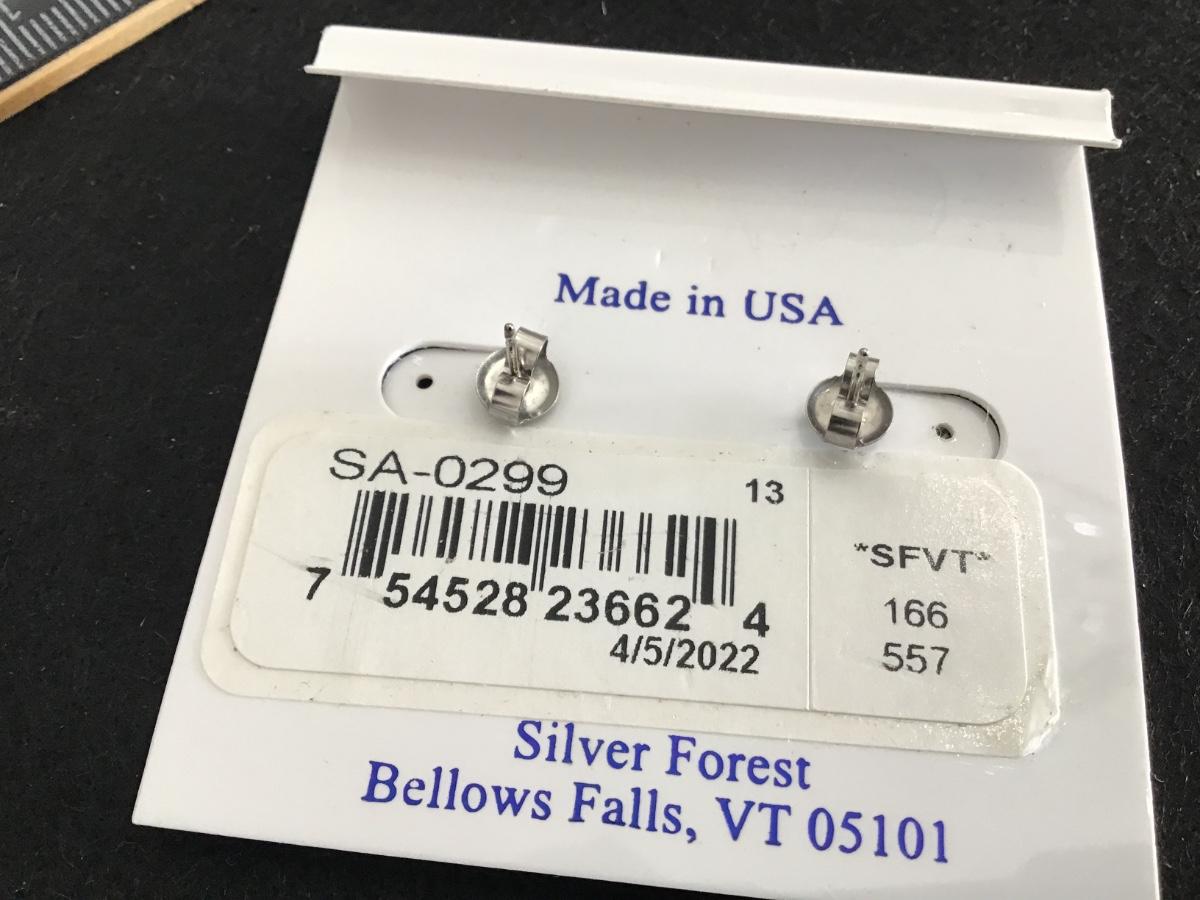 Made in USA
SA-0299
13
7 54528 23662 4
4/5/2022
*SFVT*
166
557
Silver Forest
Bellows Falls, VT 05101